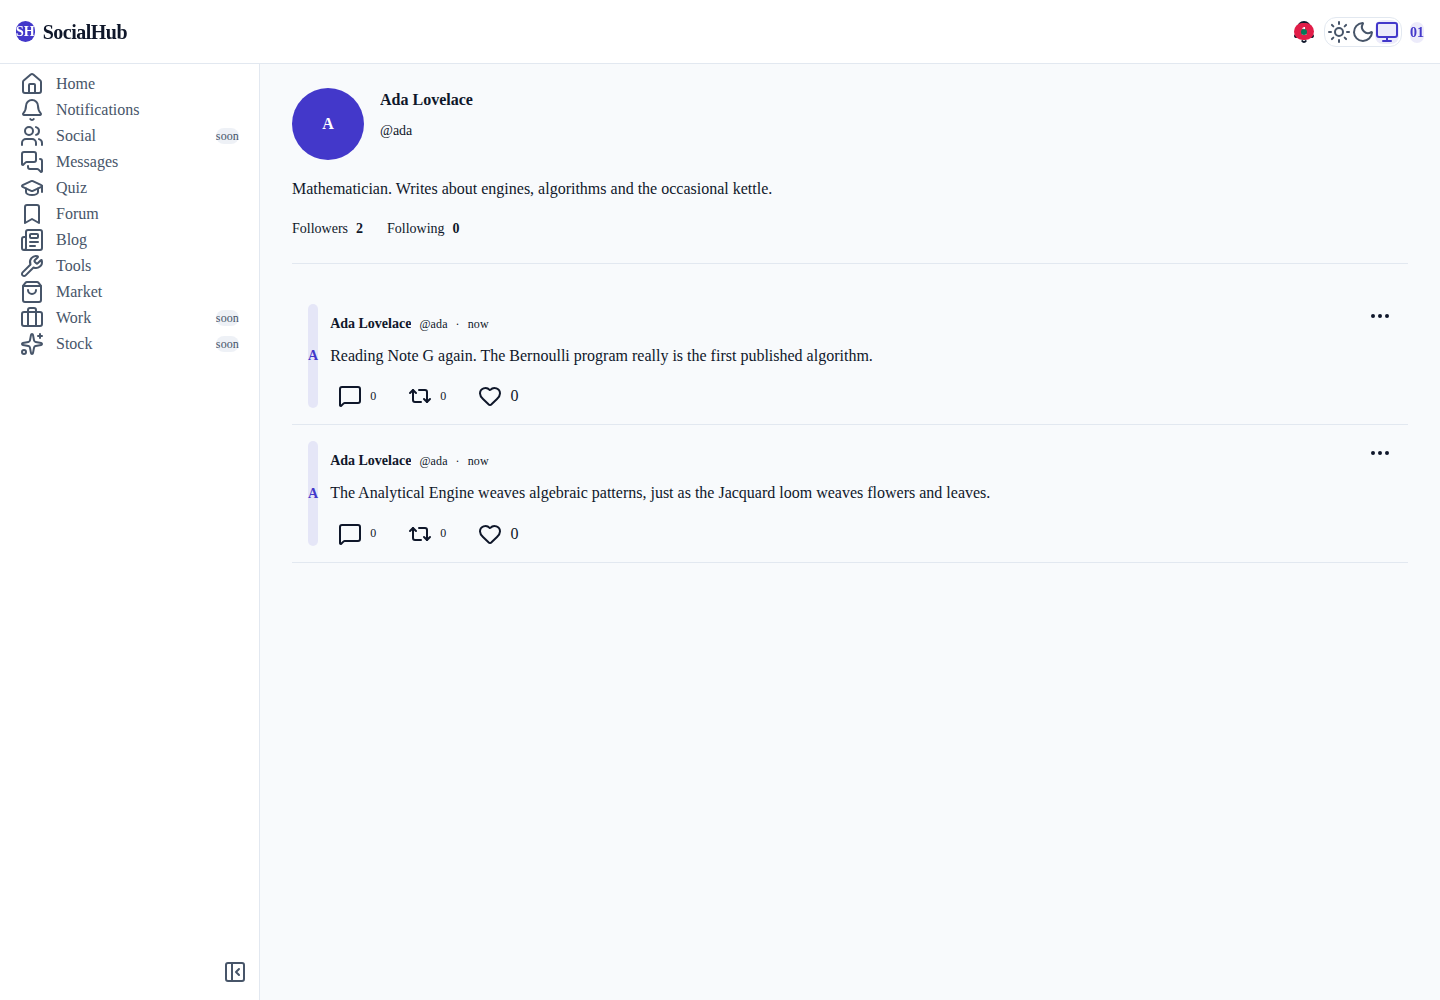 SH SocialHub
01
Home
Notifications
Social soon
Messages
Quiz
Forum
Blog
Tools
Market
Work soon
Stock soon
A
Ada Lovelace
@ada
Mathematician. Writes about engines, algorithms and the occasional kettle.
Followers 2 Following 0
Ada Lovelace @ada · now
A Reading Note G again. The Bernoulli program really is the first published algorithm.
0 0 0
Ada Lovelace @ada · now
A The Analytical Engine weaves algebraic patterns, just as the Jacquard loom weaves flowers and leaves.
0 0 0